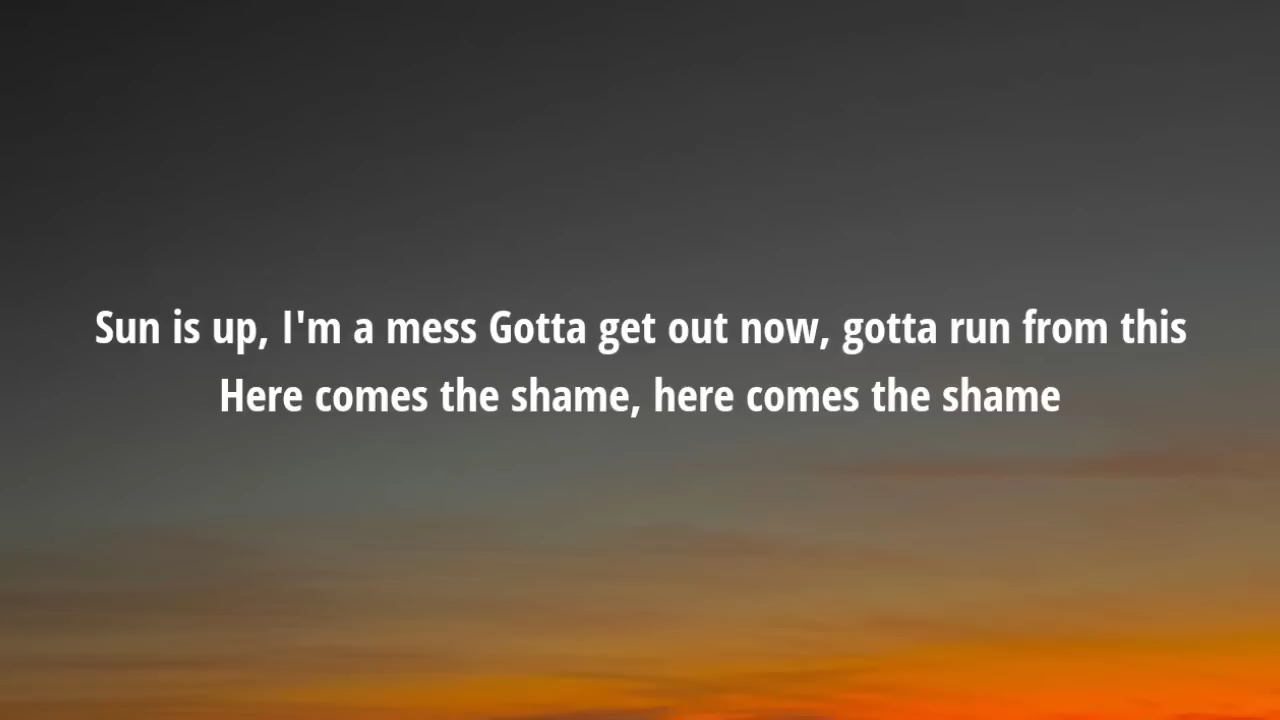 Sun is up, I'm a mess Gotta get out now, gotta run from this
Here comes the shame, here comes the shame